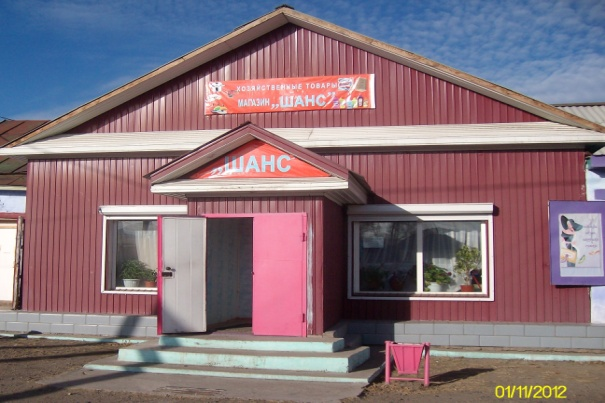 ХОЗЯЙСТВЕННЫЕ ТОВАРЫ
МАГАЗИН „ШАНС”
„ШАНС
01/11/2012